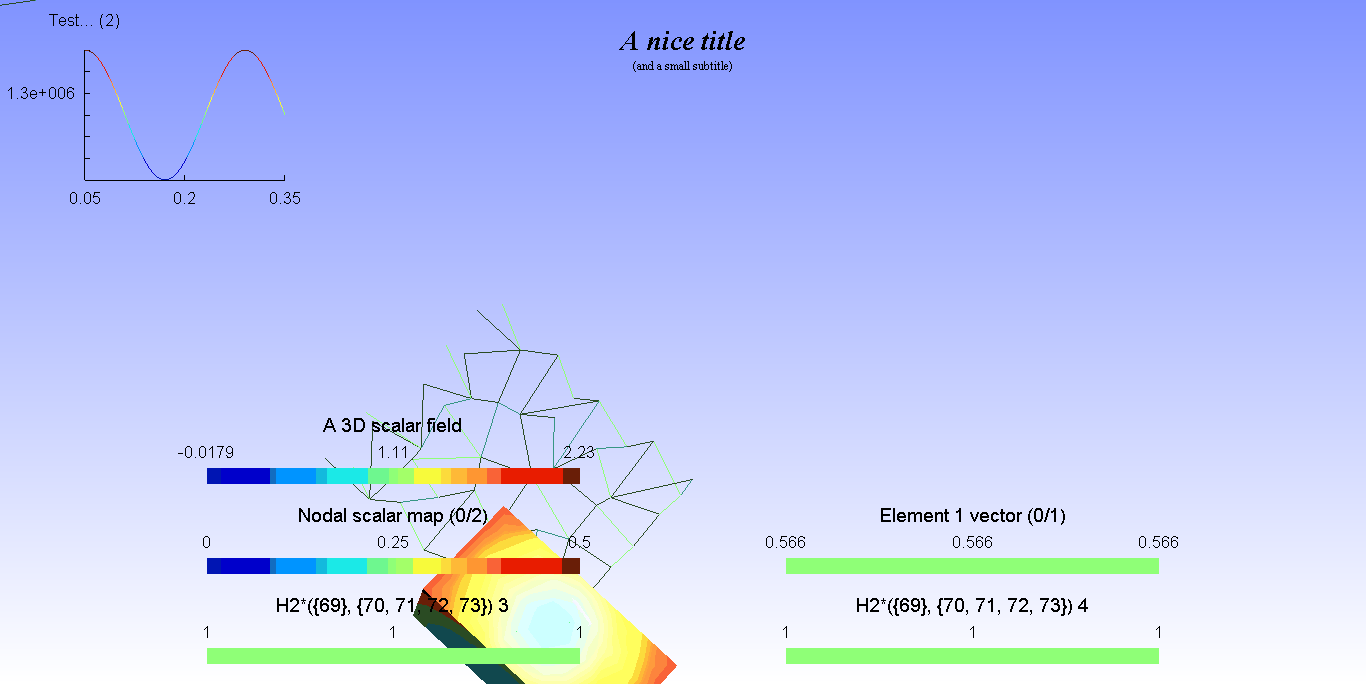 Test... (2)
A nice title
(and a small subtitle)
1.3e+006
0.05 0.2 0.35
A 3D scalar field
-0.0179 1.11 2.23
Nodal scalar map (0/2)
0 0.25 0.5
Element 1 vector (0/1)
0.566 0.566 0.566
H2*({69}, {70, 71, 72, 73}) 3
1 1 1
H2*({69}, {70, 71, 72, 73}) 4
1 1 1